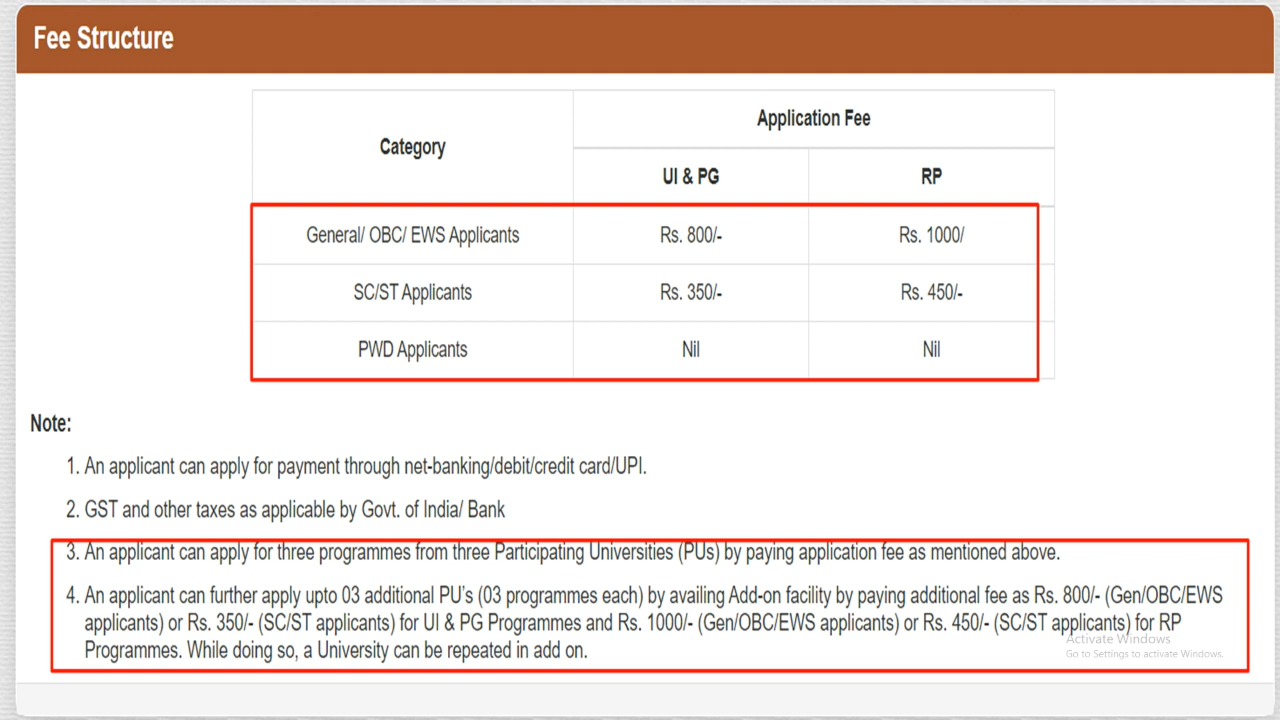 Fee Structure
Category
Application Fee
UI & PG
RP
General/ OBC/ EWS Applicants
Rs. 800/-
Rs. 1000/
SC/ST Applicants
Rs. 350/-
Rs. 450/-
PWD Applicants
Nil
Nil
Note:
1. An applicant can apply for payment through net-banking/debit/credit card/UPI.
2. GST and other taxes as applicable by Govt. of India/ Bank
3. An applicant can apply for three programmes from three Participating Universities (PUs) by paying application fee as mentioned above.
4. An applicant can further apply upto 03 additional PU's (03 programmes each) by availing Add-on facility by paying additional fee as Rs. 800/- (Gen/OBC/EWS
applicants) or Rs. 350/- (SC/ST applicants) for UI & PG Programmes and Rs. 1000/- (Gen/OBC/EWS applicants) or Rs. 450/- (SC/ST applicants) for RP
Programmes. While doing so, a University can be repeated in add on.
Activate Windows
Go to Settings to activate Windows.